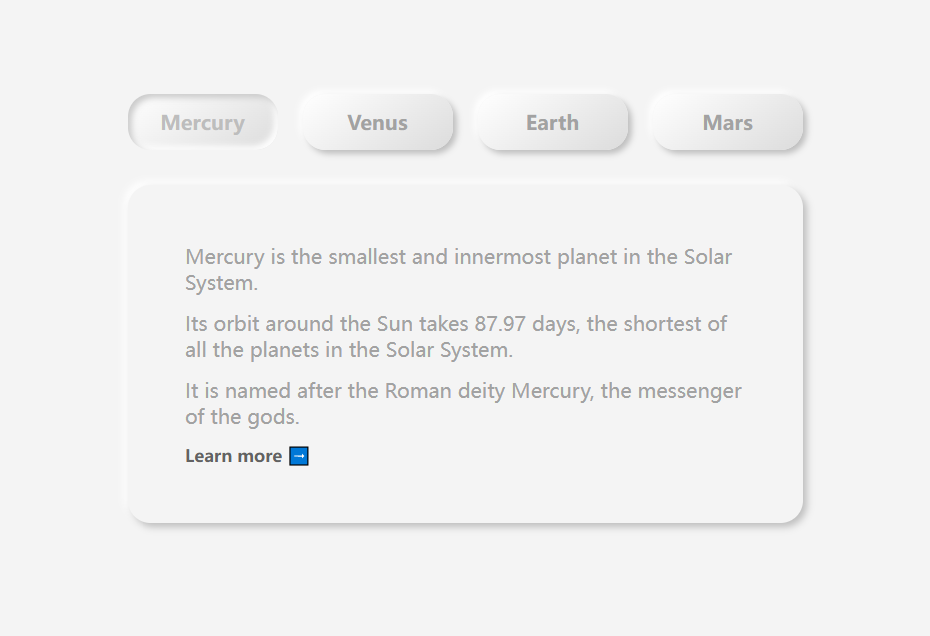 Mercury Venus Earth Mars
Mercury is the smallest and innermost planet in the Solar
System.
Its orbit around the Sun takes 87.97 days, the shortest of
all the planets in the Solar System.
It is named after the Roman deity Mercury, the messenger
of the gods.
Learn more ➡